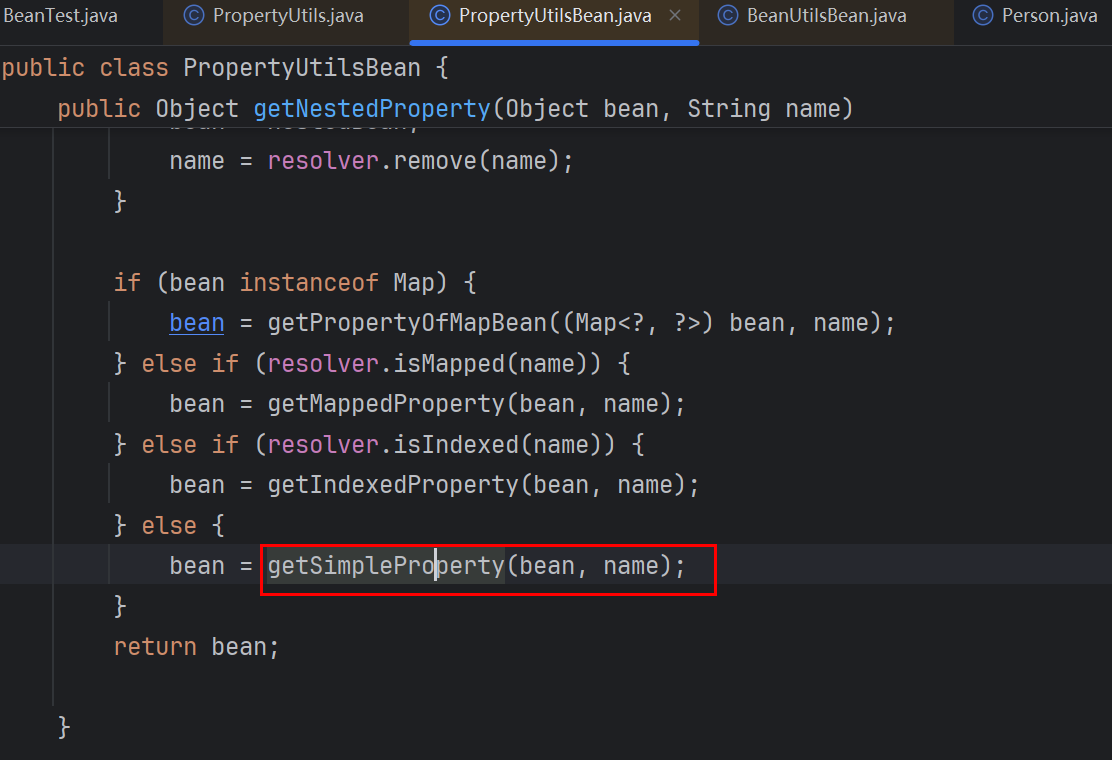 BeanTest.java PropertyUtils.java PropertyUtilsBean.java BeanUtilsBean.java Person.java
public class PropertyUtilsBean {
public Object getNestedProperty(Object bean, String name)
name = resolver.remove(name);
}
if (bean instanceof Map) {
bean = getPropertyOfMapBean((Map<?, ?>) bean, name);
} else if (resolver.isMapped(name)) {
bean = getMappedProperty(bean, name);
} else if (resolver.isIndexed(name)) {
bean = getIndexedProperty(bean, name);
} else {
bean = getSimpleProperty(bean, name);
}
return bean;
}